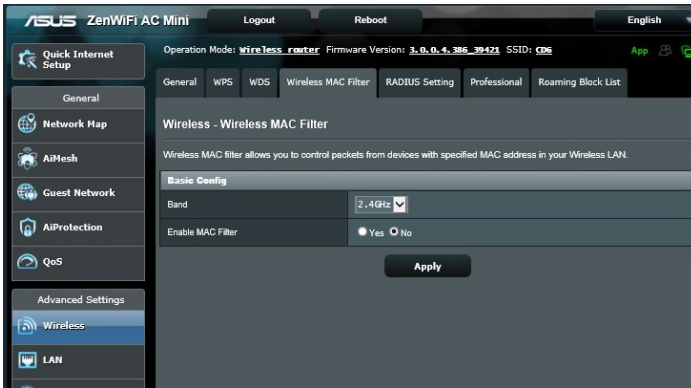 ASUS ZenWiFi AC Mini Logout Reboot English
Quick Internet Setup
Operation Mode: Wireless router Firmware Version: 3.0.0.4.386_39421 SSID: CD6 App
General WPS WDS Wireless MAC Filter RADIUS Setting Professional Roaming Block List
General
Network Map
AiMesh
Guest Network
AiProtection
QoS
Advanced Settings
Wireless
LAN
Wireless - Wireless MAC Filter
Wireless MAC filter allows you to control packets from devices with specified MAC address in your Wireless LAN.
Basic Config
Band 2.4GHz
Enable MAC Filter Yes No
Apply